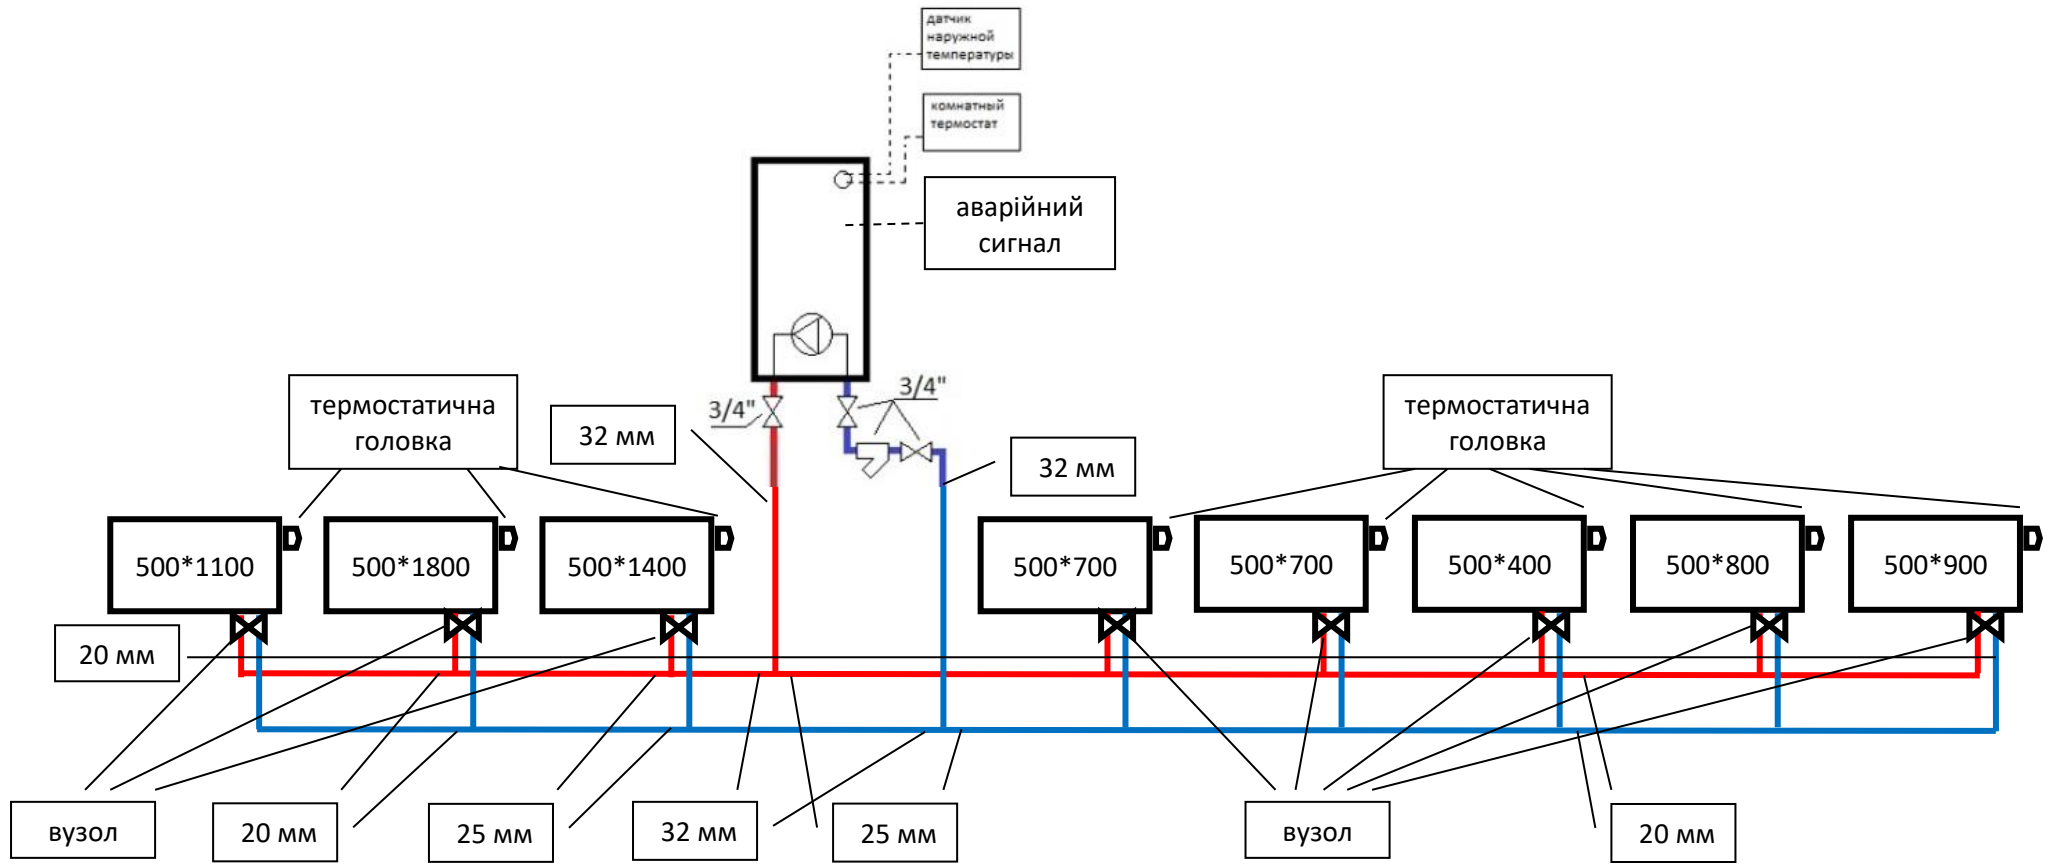 датчик
наружной
температуры
комнатный
термостат
аварійний
сигнал
3/4"
3/4"
термостатична
головка
32 мм
32 мм
термостатична
головка
500*1100
500*1800
500*1400
500*700
500*700
500*400
500*800
500*900
20 мм
вузол
20 мм
25 мм
32 мм
25 мм
вузол
20 мм